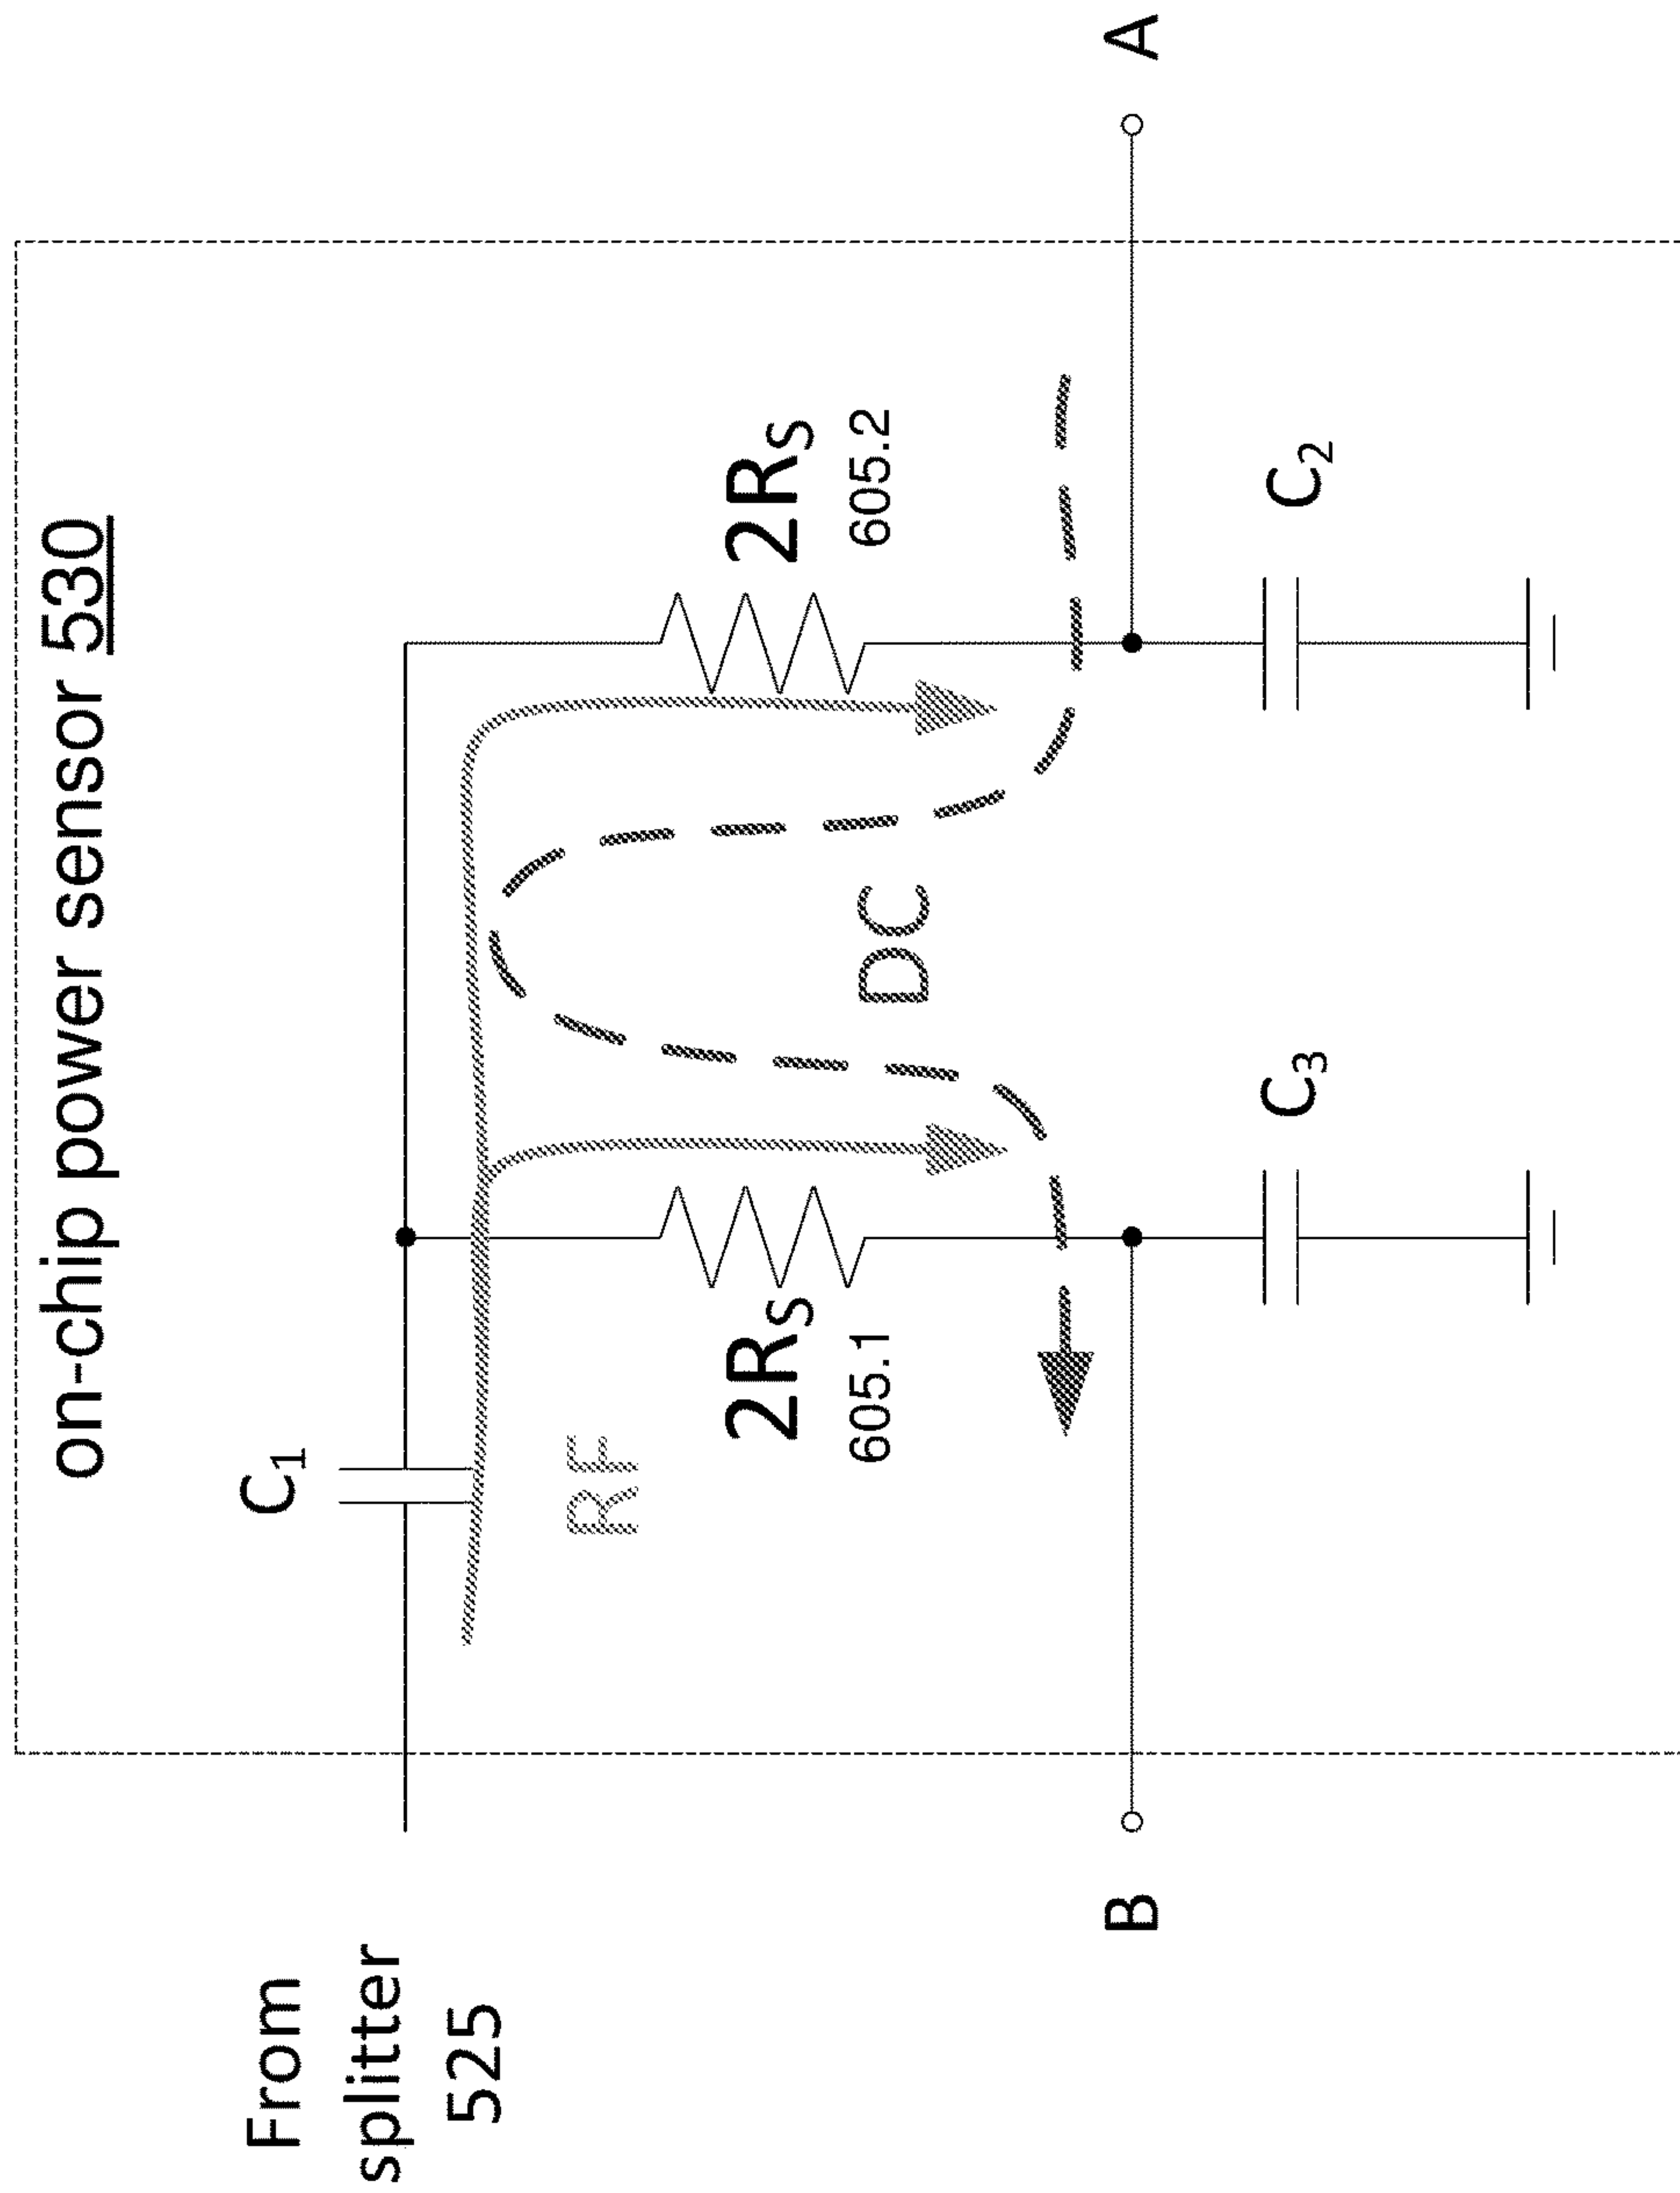 on-chip power sensor 530
From
splitter
525
C1
RF
2RS
605.1
2RS
605.2
DC
B
A
C3
C2